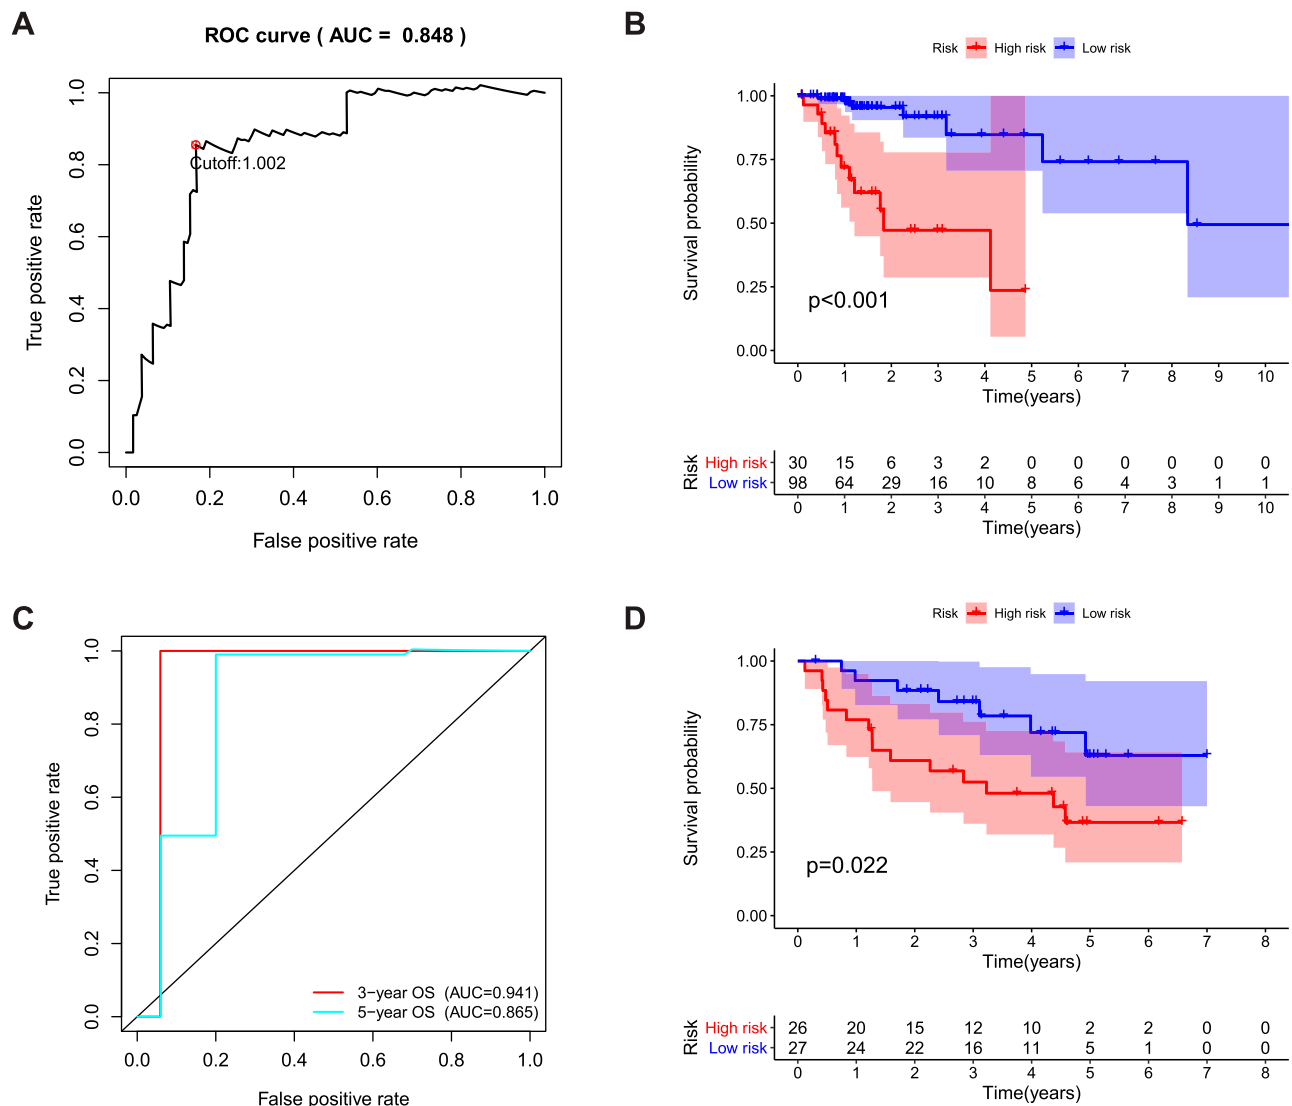 A
ROC curve ( AUC =  0.848 )
1.0
0.8
0.6
0.4
0.2
0.0
True positive rate
Cutoff:1.002
0.0 0.2 0.4 0.6 0.8 1.0
False positive rate
B
Risk High risk Low risk
1.00
0.75
0.50
0.25
0.00
Survival probability
p<0.001
0 1 2 3 4 5 6 7 8 9 10
Time(years)
Risk
High risk 30 15 6 3 2 0 0 0 0 0 0
Low risk 98 64 29 16 10 8 6 4 3 1 1
0 1 2 3 4 5 6 7 8 9 10
Time(years)
C
1.0
0.8
0.6
0.4
0.2
0.0
True positive rate
3−year OS  (AUC=0.941)
5−year OS  (AUC=0.865)
0.0 0.2 0.4 0.6 0.8 1.0
False positive rate
D
Risk High risk Low risk
1.00
0.75
0.50
0.25
0.00
Survival probability
p=0.022
0 1 2 3 4 5 6 7 8
Time(years)
Risk
High risk 26 20 15 12 10 2 2 0 0
Low risk 27 24 22 16 11 5 1 0 0
0 1 2 3 4 5 6 7 8
Time(years)